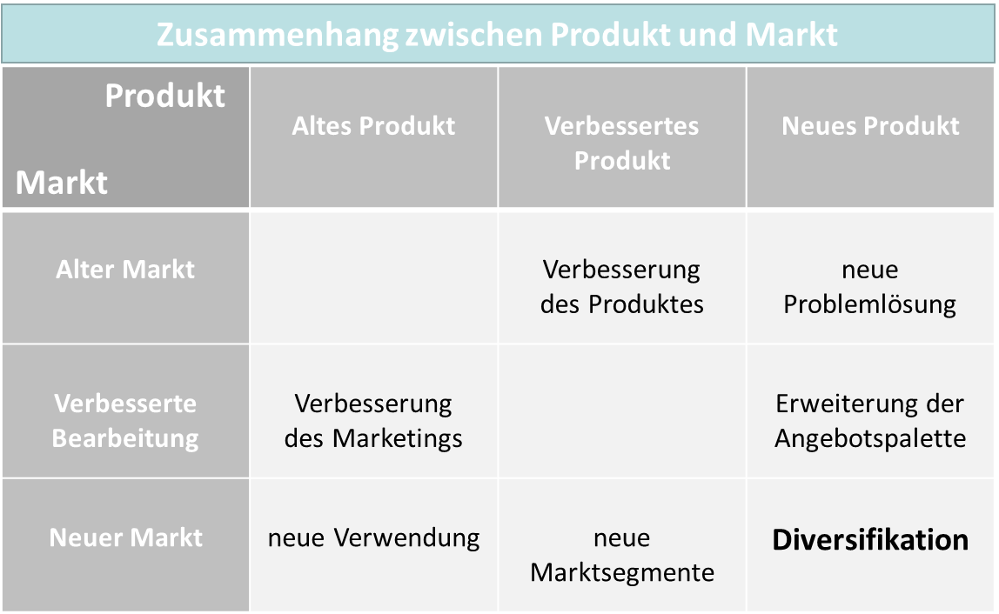 Zusammenhang zwischen Produkt und Markt
Produkt
Markt
Altes Produkt
Verbessertes
Produkt
Neues Produkt
Alter Markt
Verbesserung
des Produktes
neue
Problemlösung
Verbesserte
Bearbeitung
Verbesserung
des Marketings
Erweiterung der
Angebotspalette
Neuer Markt
neue Verwendung
neue
Marktsegmente
Diversifikation